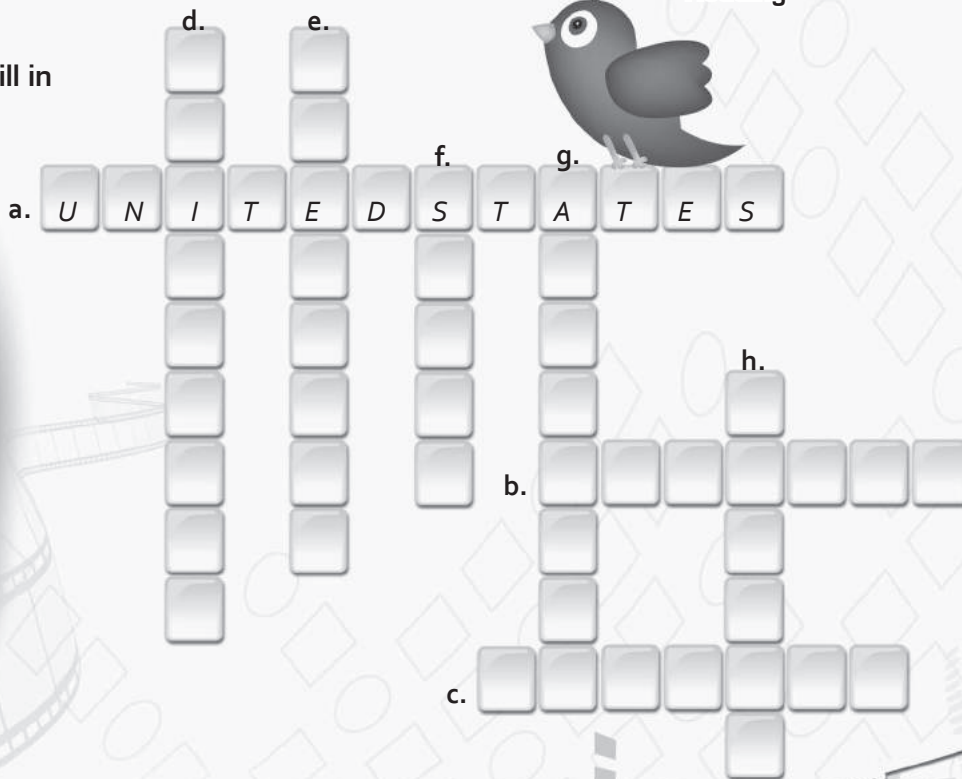 d. e.
ill in
f. g.
a. U N I T E D S T A T E S
h.
b.
c.